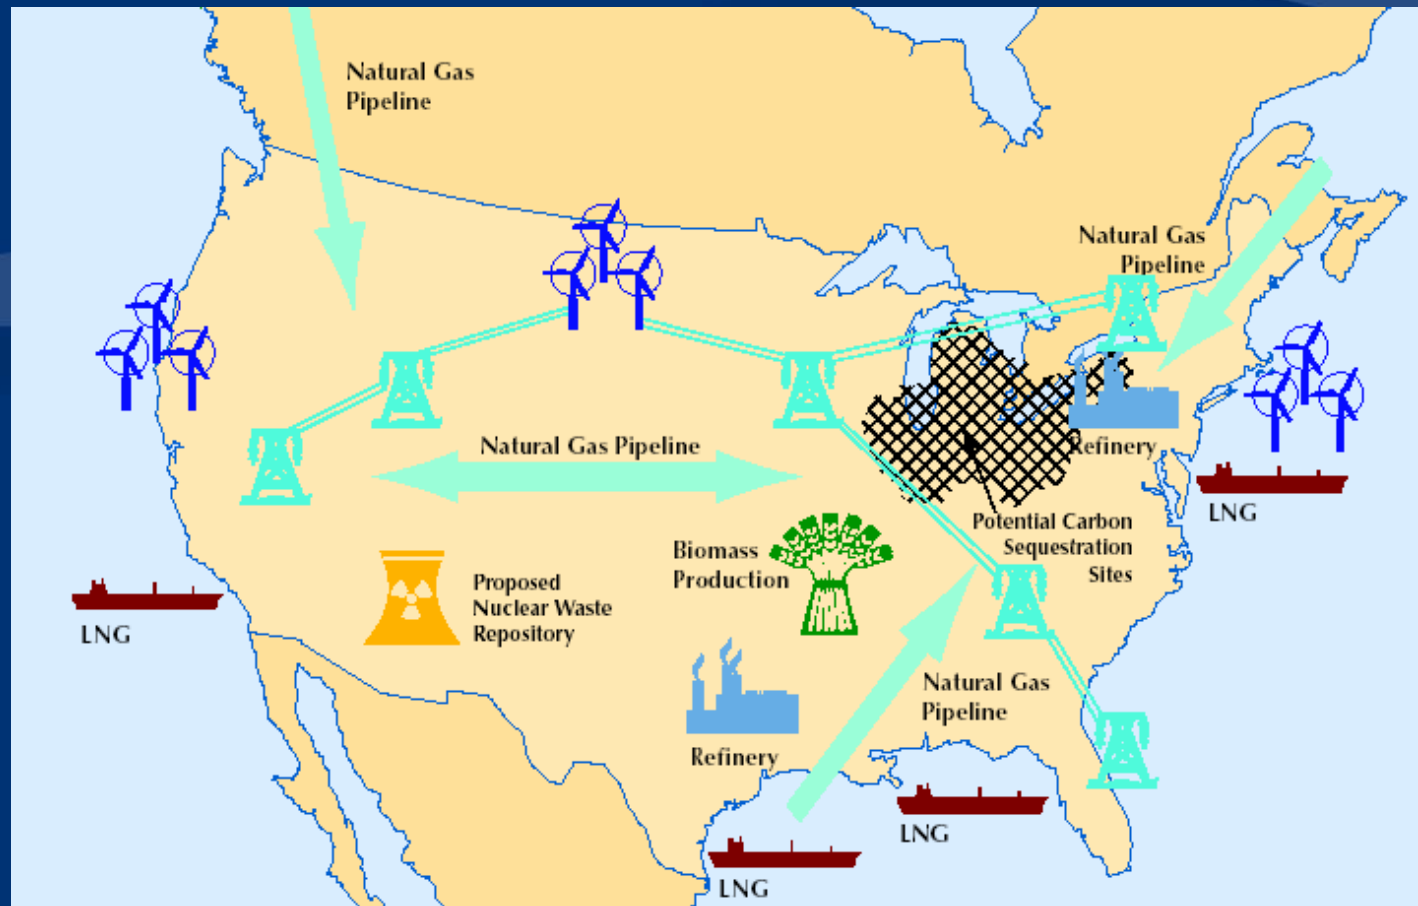 Natural Gas
Pipeline
Natural Gas
Pipeline
Natural Gas Pipeline
Refinery
LNG
Potential Carbon
Sequestration
Sites
Biomass
Production
Proposed
Nuclear Waste
Repository
LNG
Natural Gas
Pipeline
Refinery
LNG
LNG